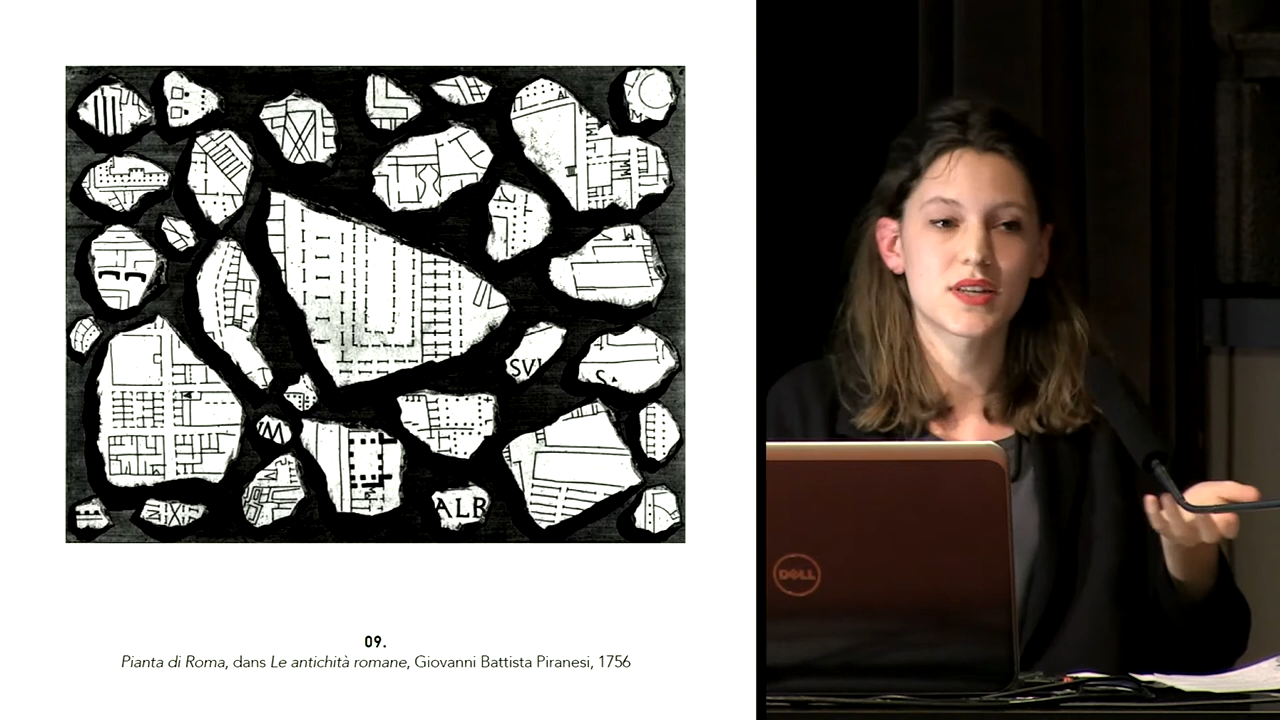 M
M
M
SVI
S
M
ALB
09.
Pianta di Roma, dans Le antichità romane, Giovanni Battista Piranesi, 1756
DELL